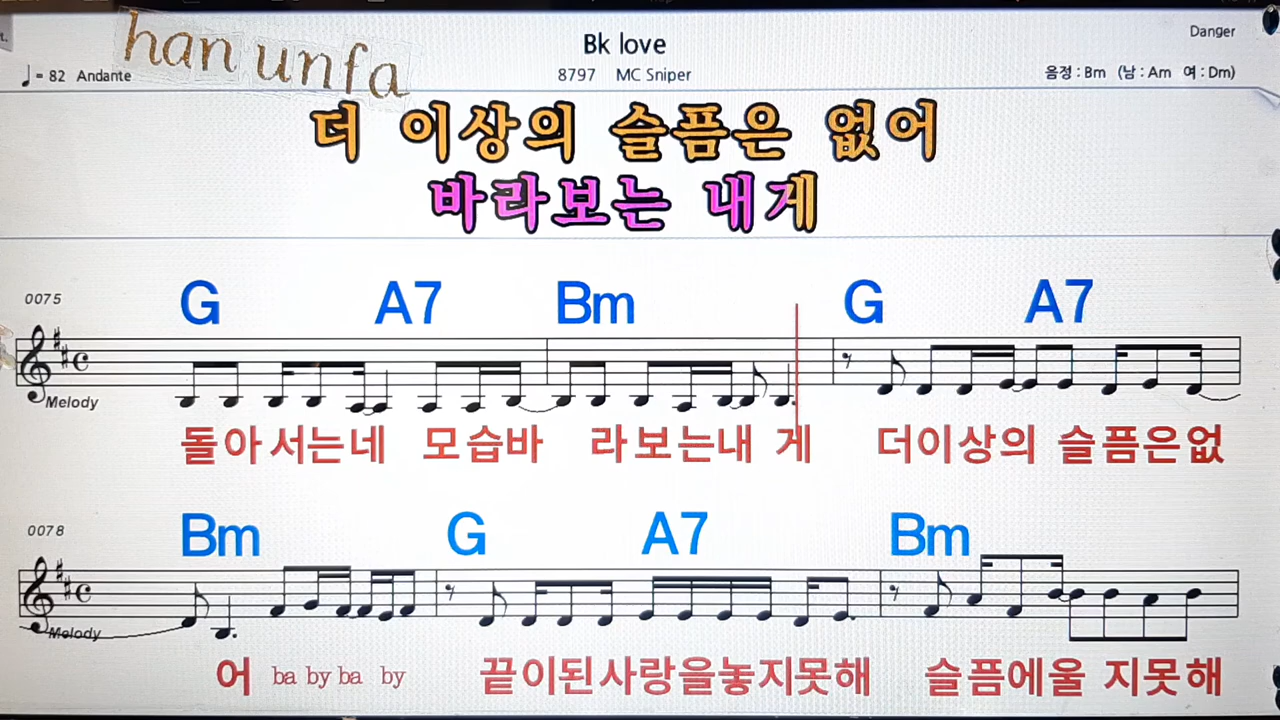 han unfa
Bk love
Danger
♩= 82 Andante
8797 MC Sniper
음정 : Bm (남 : Am 여 : Dm)
더 이상의 슬픔은 없어
바라보는 내게
0075
G A7 Bm G A7
Melody
돌아서는네 모습바 라보는내 게 더이상의 슬픔은없
0078
Bm G A7 Bm
Melody
어 ba by ba by 끝이된사랑을놓지못해 슬픔에울 지못해